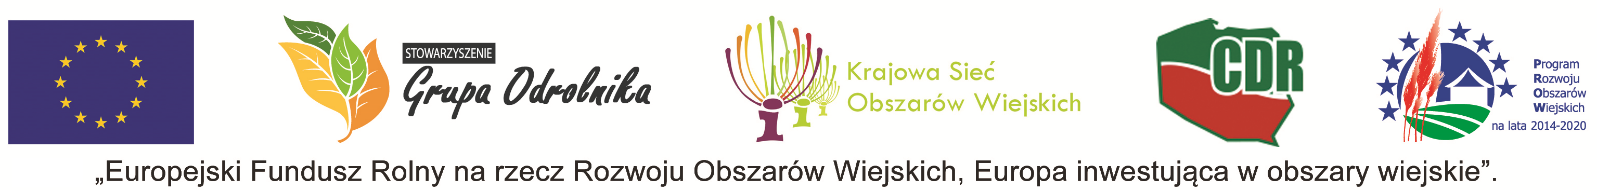 STOWARZYSZENIE
Grupa Odrolnika
Krajowa Sieć
Obszarów Wiejskich
CDR
Program
Rozwoju
Obszarów
Wiejskich
na lata 2014-2020
„Europejski Fundusz Rolny na rzecz Rozwoju Obszarów Wiejskich, Europa inwestująca w obszary wiejskie”.